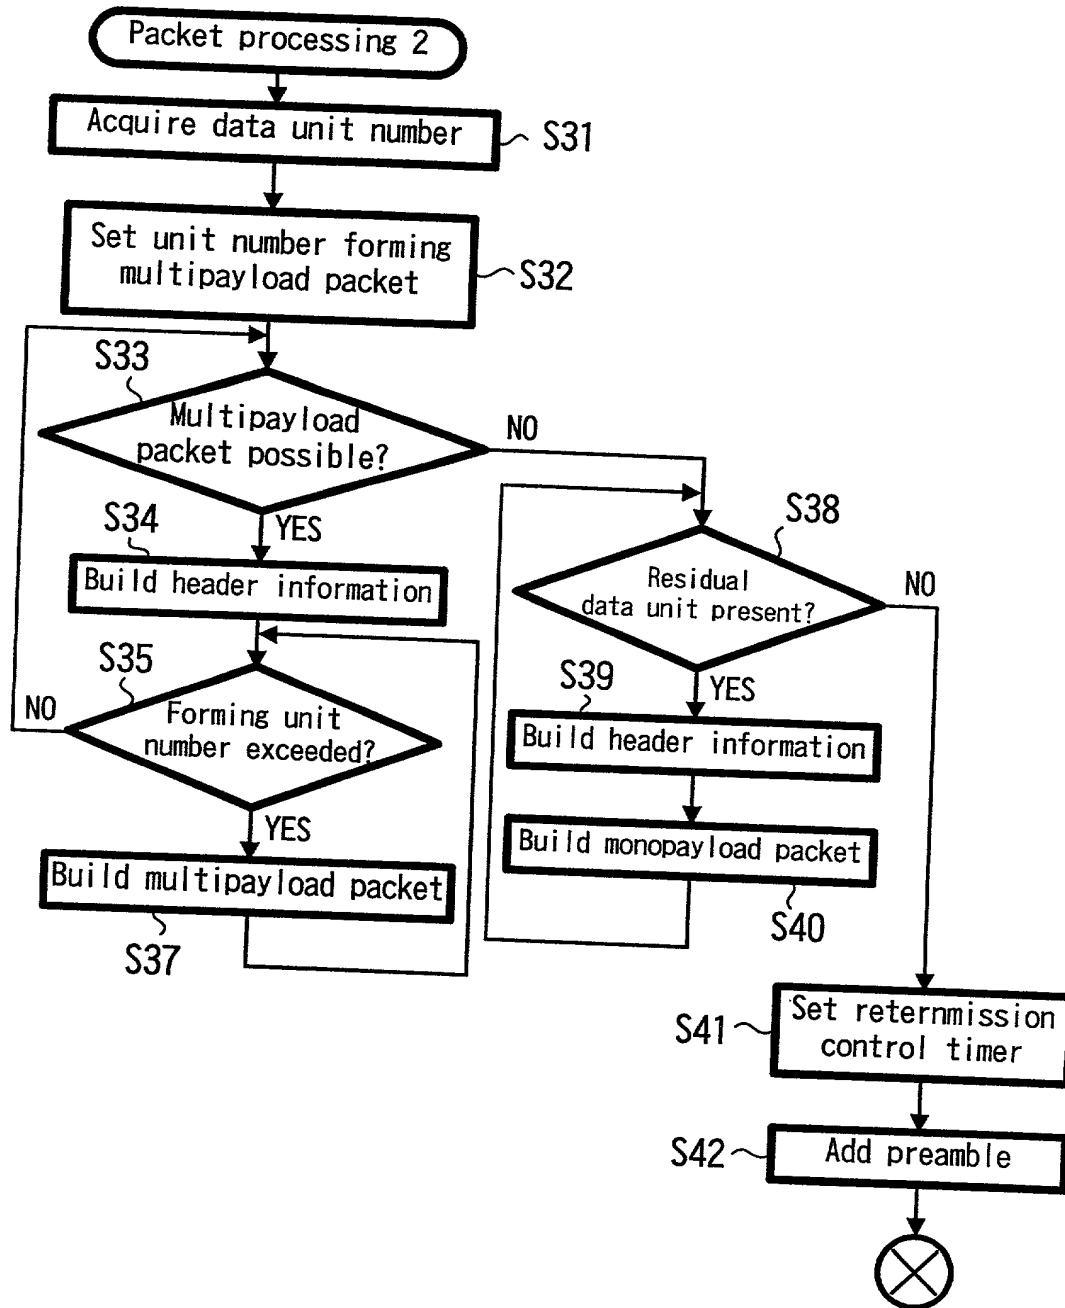 Packet processing 2
Acquire data unit number
S31
Set unit number forming
multipayload packet
S32
S33
Multipayload
packet possible?
NO
YES
S34
Build header information
S35
NO
Forming unit
number exceeded?
YES
Build multipayload packet
S37
S38
Residual
data unit present?
NO
YES
S39
Build header information
Build monopayload packet
S40
S41
Set reternmission
control timer
S42
Add preamble